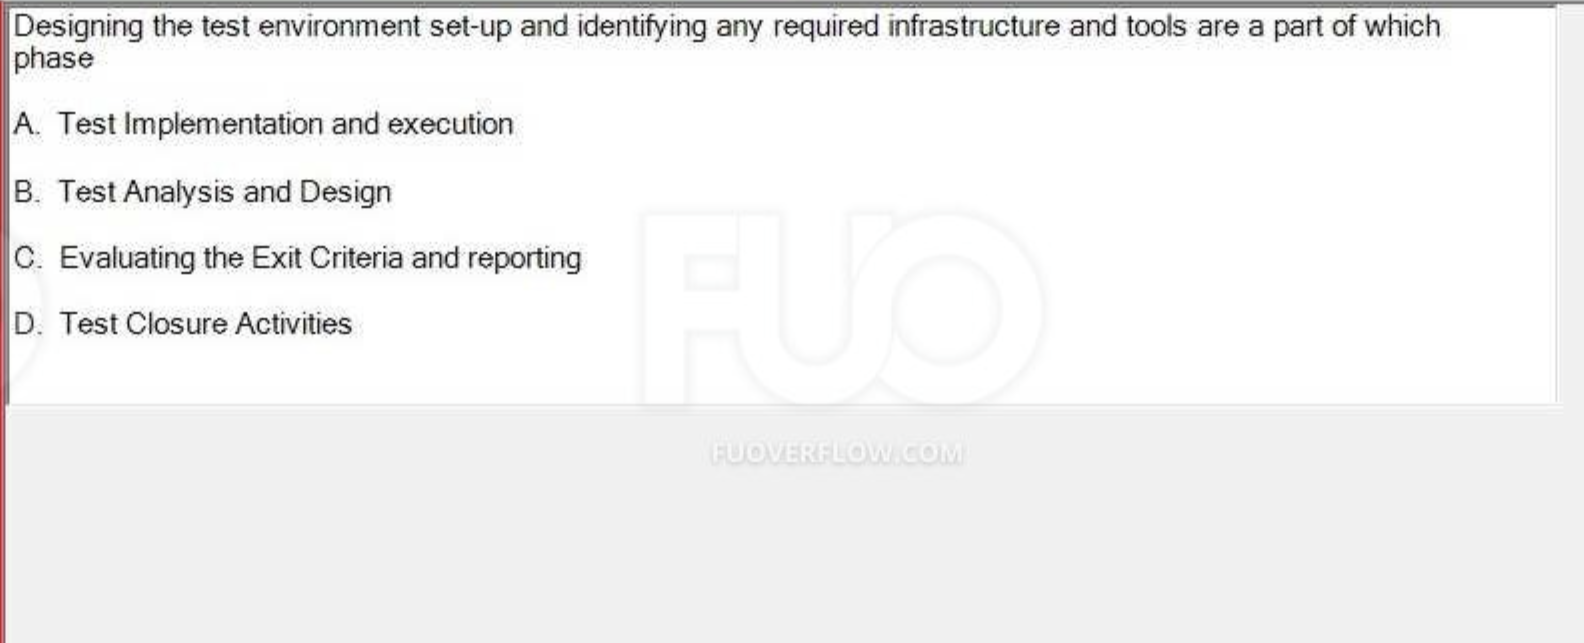 Designing the test environment set-up and identifying any required infrastructure and tools are a part of which
phase
A. Test Implementation and execution
B. Test Analysis and Design
C. Evaluating the Exit Criteria and reporting
D. Test Closure Activities
FUO
FUOVERFLOW.COM